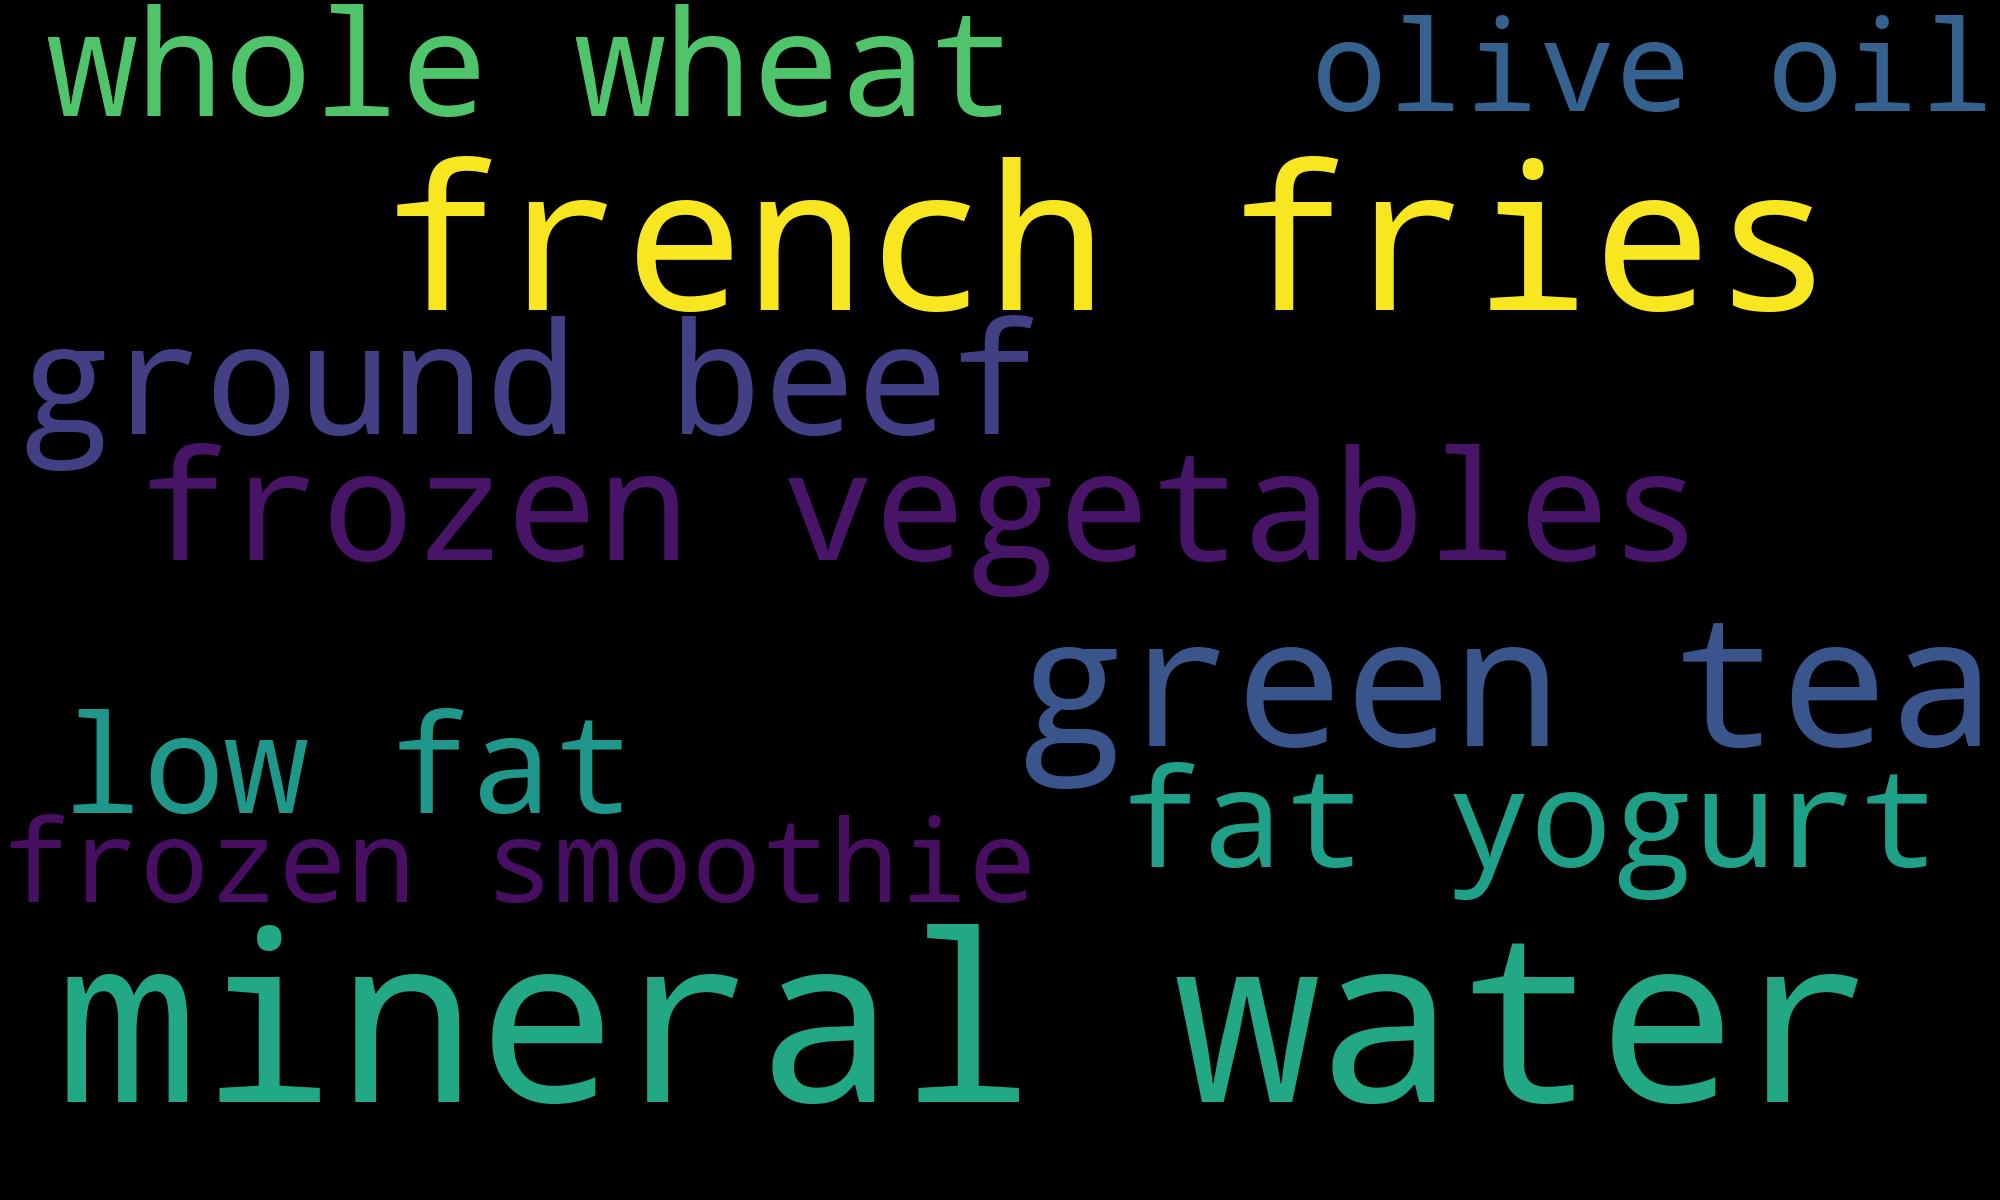 whole wheat olive oil
french fries
ground beef
frozen vegetables
green tea
low fat
fat yogurt
frozen smoothie
mineral water